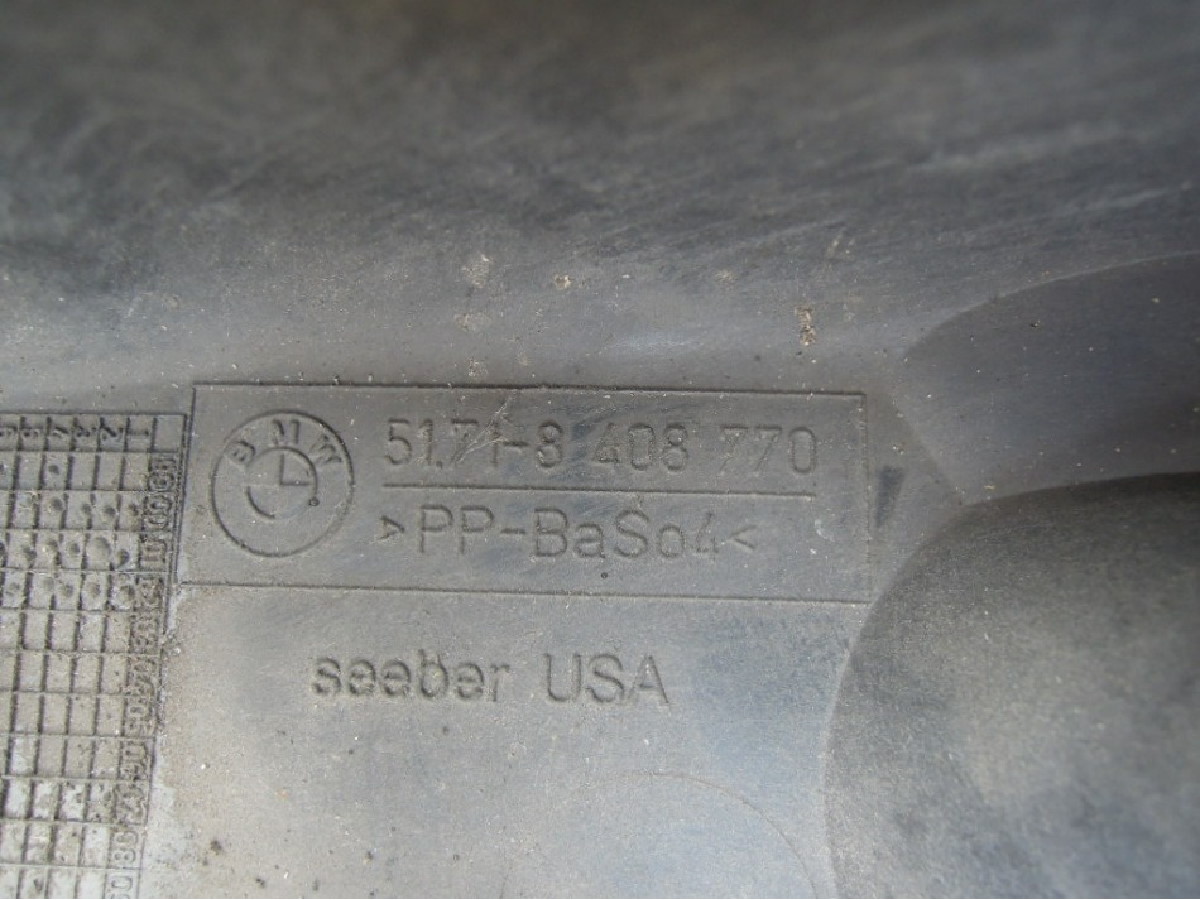 BMW
51.71-8 408 770
>PP-BaSo4<
seeber USA